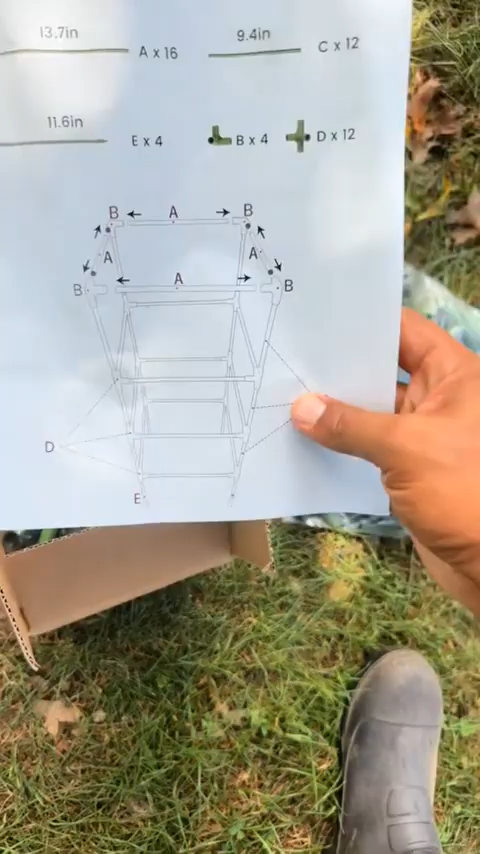 13.7in
A x 16
9.4in
C x 12
11.6in
E x 4
B x 4
D x 12
B A B
A A
B A B
D
E